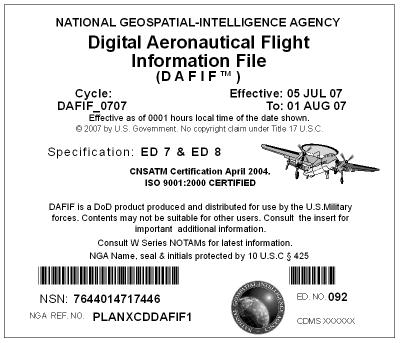 NATIONAL GEOSPATIAL-INTELLIGENCE AGENCY
Digital Aeronautical Flight
Information File
(DAFIF™)
Cycle: Effective: 05 JUL 07
DAFIF_0707 To: 01 AUG 07
Effective as of 0001 hours local time of the date shown.
© 2007 by U.S. Government. No copyright claim under Title 17 U.S.C.
Specification: ED 7 & ED 8
CNSATM Certification April 2004.
ISO 9001:2000 CERTIFIED
DAFIF is a DoD product produced and distributed for use by the U.S.Military
forces. Contents may not be suitable for other users. Consult the insert for
important additional information.
Consult W Series NOTAMs for latest information.
NGA Name, seal & initials protected by 10 U.S.C § 425
NSN: 7644014717446 ED. NO. 092
NGA REF. NO. PLANXCDDAFIF1 CDMS XXXXXX
NATIONAL GEOSPATIAL-INTELLIGENCE AGENCY